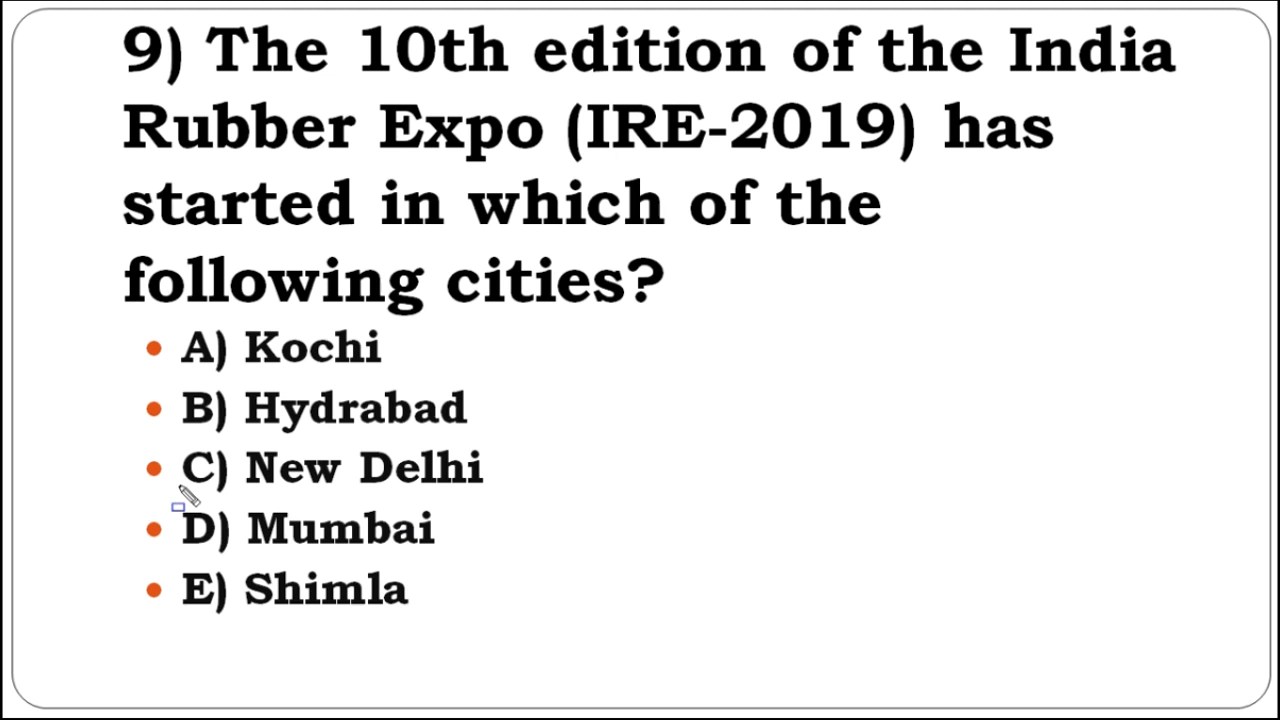 9) The 10th edition of the India
Rubber Expo (IRE-2019) has
started in which of the
following cities?
• A) Kochi
• B) Hydrabad
• C) New Delhi
• D) Mumbai
• E) Shimla